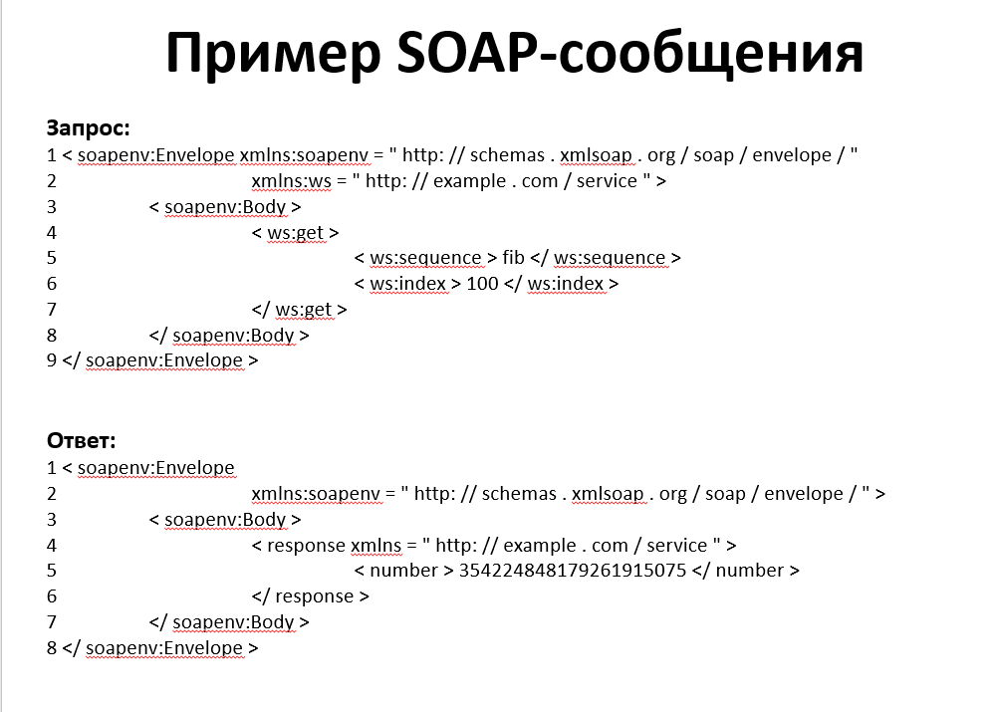 Пример SOAP-сообщения
Запрос:
1 < soapenv:Envelope xmlns:soapenv = " http: // schemas . xmlsoap . org / soap / envelope / "
2 xmlns:ws = " http: // example . com / service " >
3 < soapenv:Body >
4 < ws:get >
5 < ws:sequence > fib </ ws:sequence >
6 < ws:index > 100 </ ws:index >
7 </ ws:get >
8 </ soapenv:Body >
9 </ soapenv:Envelope >
Ответ:
1 < soapenv:Envelope
2 xmlns:soapenv = " http: // schemas . xmlsoap . org / soap / envelope / " >
3 < soapenv:Body >
4 < response xmlns = " http: // example . com / service " >
5 < number > 354224848179261915075 </ number >
6 </ response >
7 </ soapenv:Body >
8 </ soapenv:Envelope >